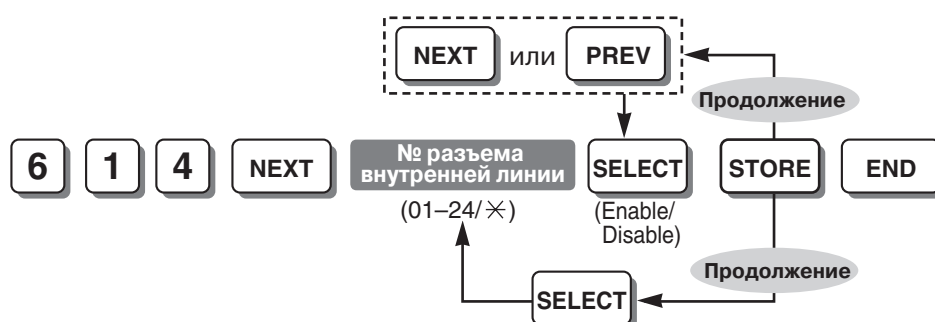 NEXT или PREV
Продолжение
6 1 4 NEXT
№ разъема
внутренней линии
SELECT STORE END
(01–24/✳)
(Enable/
Disable)
Продолжение
SELECT